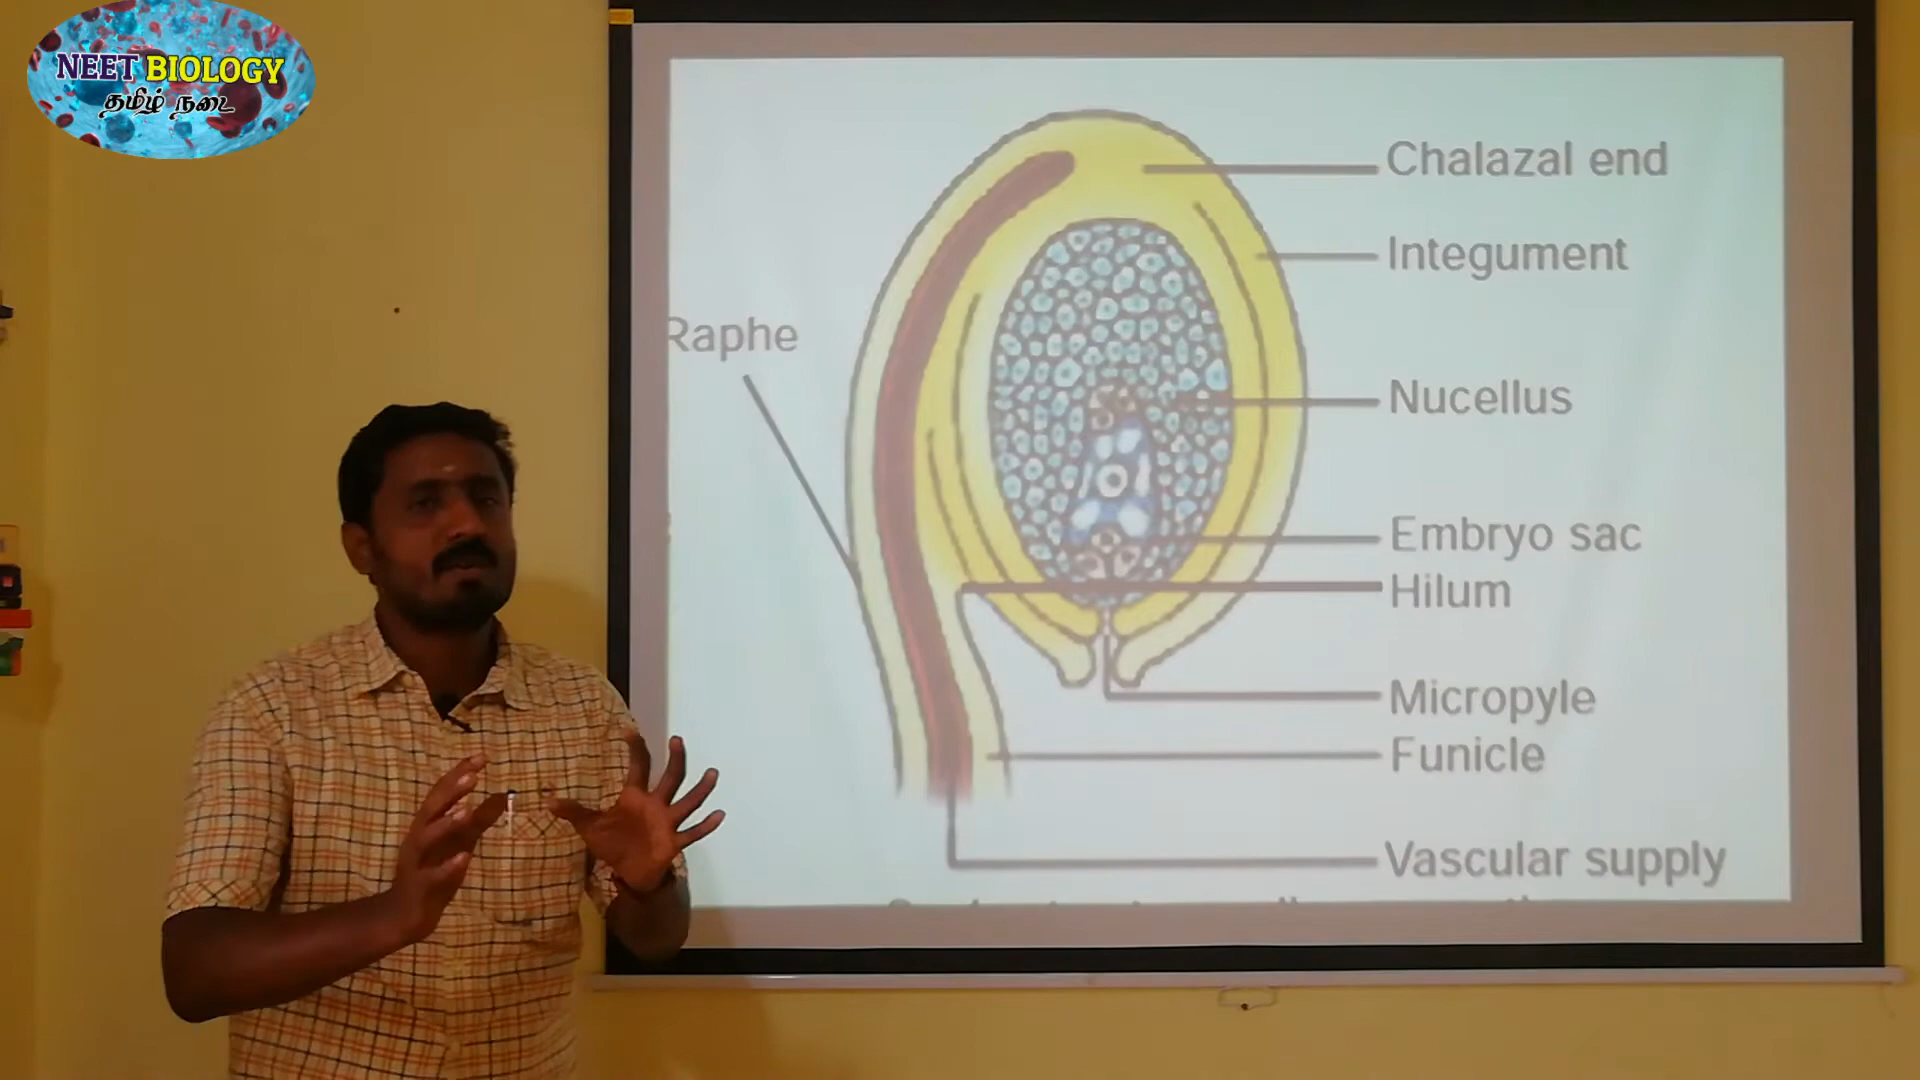 NEET BIOLOGY
தமிழ் நடை
Chalazal end
Integument
Raphe
Nucellus
Embryo sac
Hilum
Micropyle
Funicle
Vascular supply